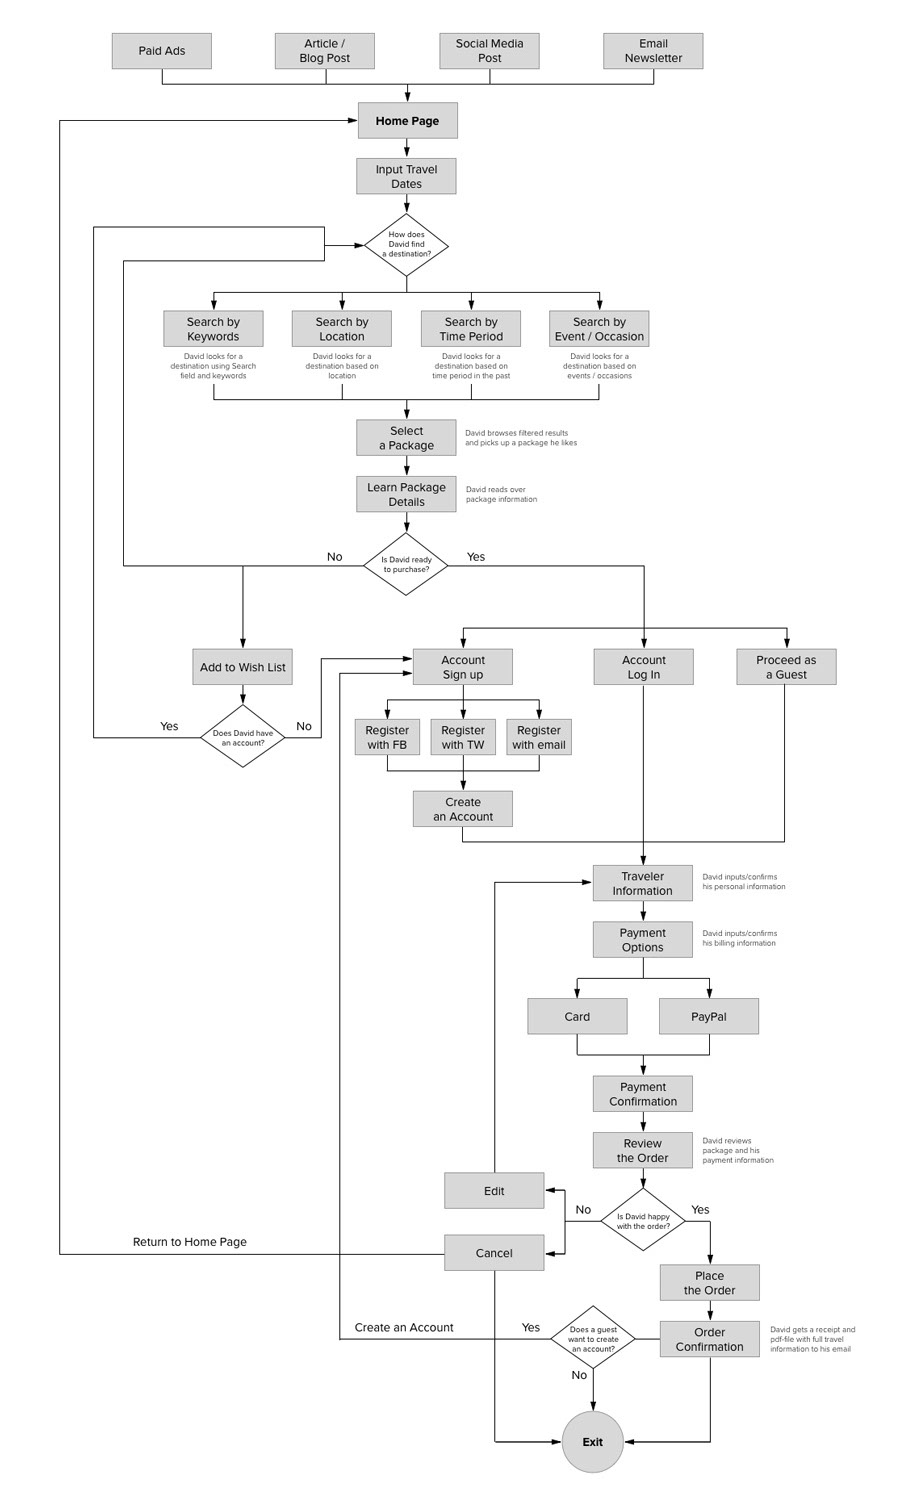 Paid Ads
Article /
Blog Post
Social Media
Post
Email
Newsletter
Home Page
Input Travel
Dates
How does
David find
a destination?
Search by
Keywords
Search by
Location
Search by
Time Period
Search by
Event / Occasion
David looks for a
destination using Search
field and keywords
David looks for a
destination based on
location
David looks for a
destination based on
time period in the past
David looks for a
destination based on
events / occasions
Select
a Package
David browses filtered results
and picks up a package he likes
Learn Package
Details
David reads over
package information
No
Is David ready
to purchase?
Yes
Add to Wish List
Account
Sign up
Account
Log In
Proceed as
a Guest
Yes
Does David have
an account?
No
Register
with FB
Register
with TW
Register
with email
Create
an Account
Traveler
Information
David inputs/confirms
his personal information
Payment
Options
David inputs/confirms
his billing information
Card
PayPal
Payment
Confirmation
Review
the Order
David reviews
package and his
payment information
Edit
No
Is David happy
with the order?
Yes
Return to Home Page
Cancel
Place
the Order
Create an Account
Yes
Does a guest
want to create
an account?
Order
Confirmation
David gets a receipt and
pdf-file with full travel
information to his email
No
Exit